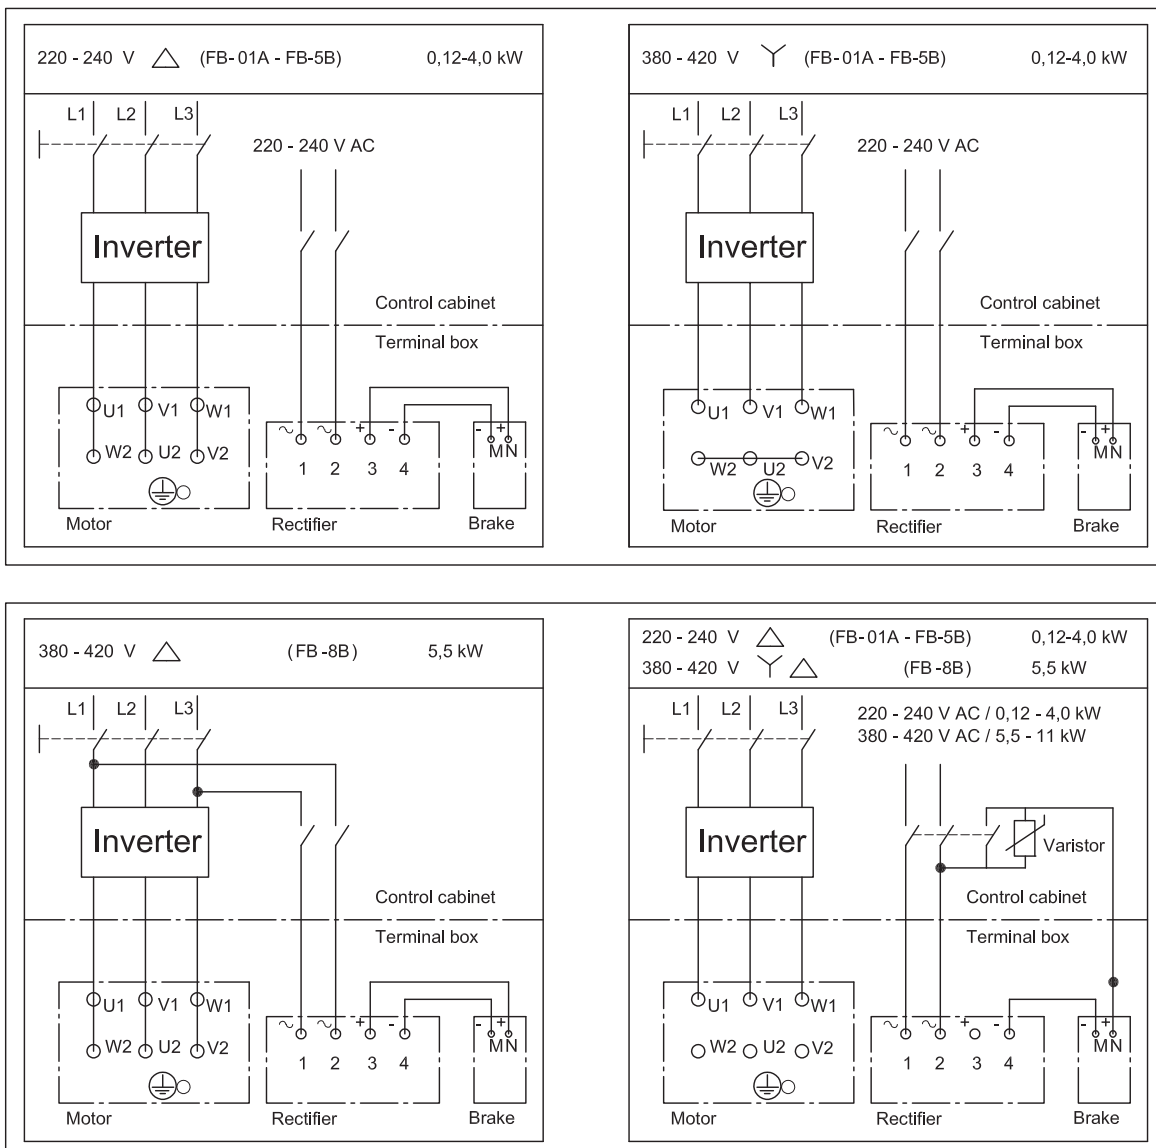 220 - 240 V (FB-01A - FB-5B) 0,12-4,0 kW
L1 L2 L3
220 - 240 V AC
Inverter
Control cabinet
Terminal box
U1 V1 W1
W2 U2 V2
~ ~ + -
1 2 3 4
- +
MN
Motor Rectifier Brake
380 - 420 V (FB-01A - FB-5B) 0,12-4,0 kW
L1 L2 L3
220 - 240 V AC
Inverter
Control cabinet
Terminal box
U1 V1 W1
W2 U2 V2
~ ~ + -
1 2 3 4
- +
MN
Motor Rectifier Brake
380 - 420 V (FB-8B) 5,5 kW
L1 L2 L3
Inverter
Control cabinet
Terminal box
U1 V1 W1
W2 U2 V2
~ ~ + -
1 2 3 4
- +
MN
Motor Rectifier Brake
220 - 240 V (FB-01A - FB-5B) 0,12-4,0 kW
380 - 420 V (FB-8B) 5,5 kW
L1 L2 L3
220 - 240 V AC / 0,12 - 4,0 kW
380 - 420 V AC / 5,5 - 11 kW
Inverter
Varistor
Control cabinet
Terminal box
U1 V1 W1
W2 U2 V2
~ ~ + -
1 2 3 4
- +
MN
Motor Rectifier Brake